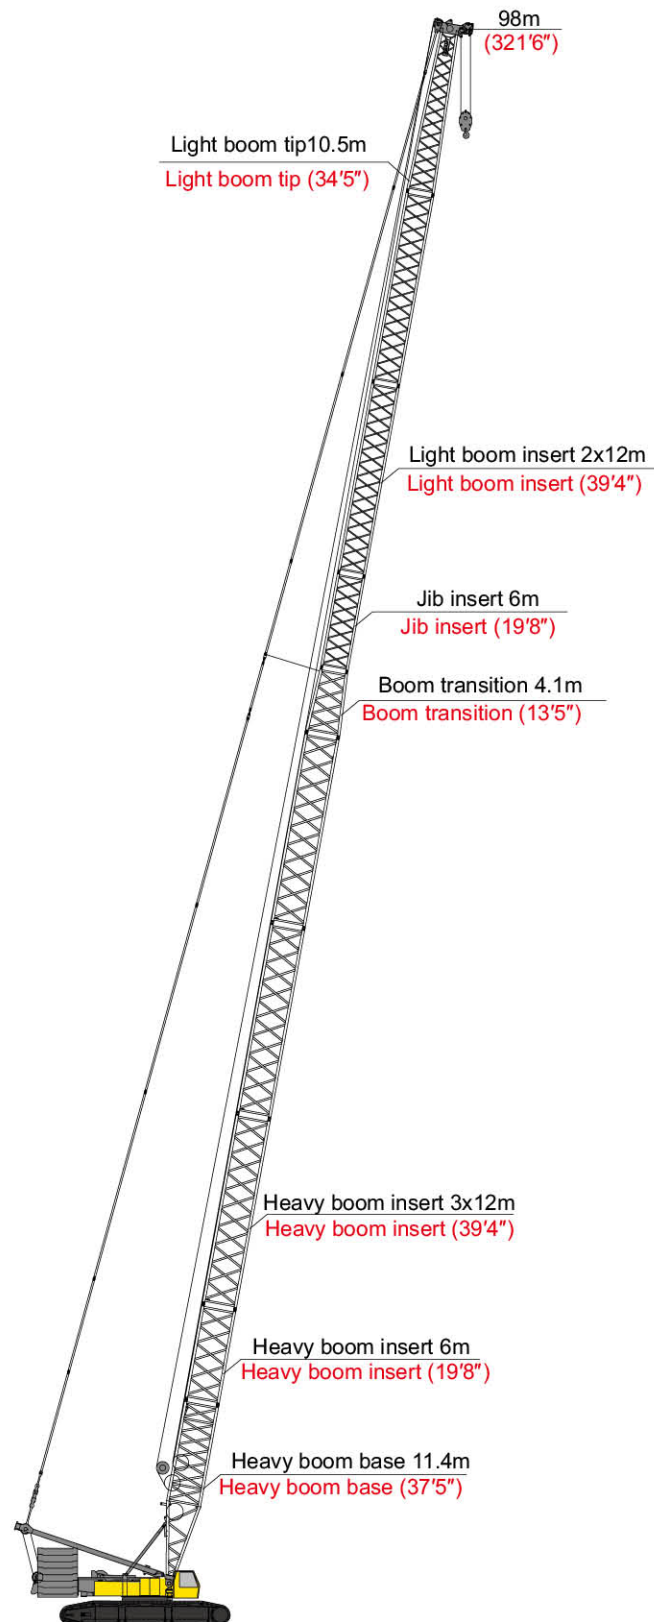 98m
(321′6″)
Light boom tip10.5m
Light boom tip (34′5″)
Light boom insert 2x12m
Light boom insert (39′4″)
Jib insert 6m
Jib insert (19′8″)
Boom transition 4.1m
Boom transition (13′5″)
Heavy boom insert 3x12m
Heavy boom insert (39′4″)
Heavy boom insert 6m
Heavy boom insert (19′8″)
Heavy boom base 11.4m
Heavy boom base (37′5″)